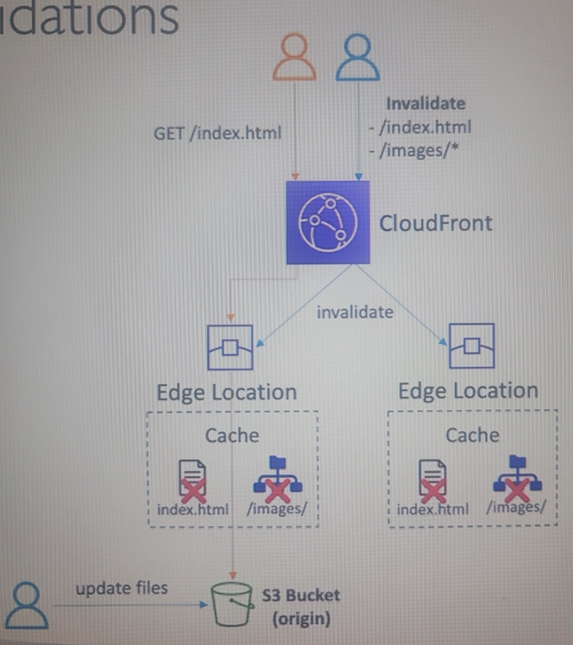 idations
GET /index.html
Invalidate
- /index.html
- /images/*
CloudFront
invalidate
Edge Location
Edge Location
Cache
Cache
index.html
/images/
index.html
/images/
update files
S3 Bucket
(origin)